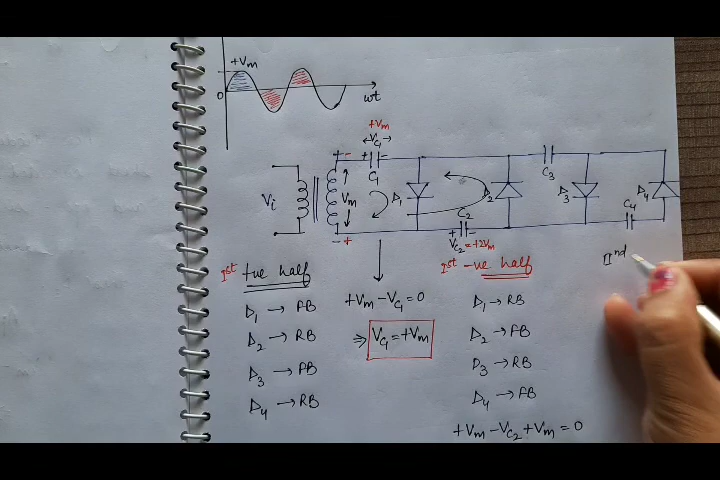 +Vm
0
ωt
+Vm
←VC1→
+ -
+ -
C1
Vi
Vm
- +
D1
D2
C2
+ -
VC2 = +2Vm
C3
D3
D4
C4
1st +ve half
D1 → FB
D2 → RB
D3 → FB
D4 → RB
+Vm - VC1 = 0
⇒ VC1 = +Vm
1st -ve half
D1 → RB
D2 → FB
D3 → RB
D4 → FB
+Vm - VC2 + Vm = 0
IInd